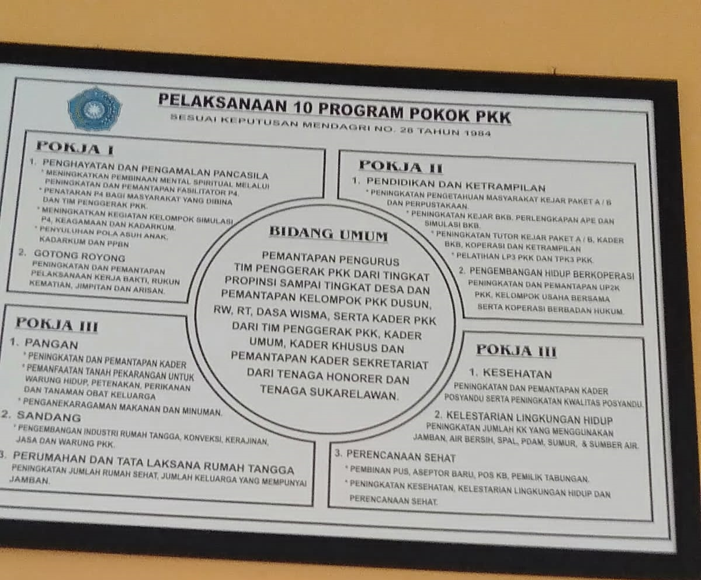 PELAKSANAAN 10 PROGRAM POKOK PKK
SESUAI KEPUTUSAN MENDAGRI NO. 28 TAHUN 1984
POKJA I
1. PENGHAYATAN DAN PENGAMALAN PANCASILA
* MENINGKATKAN PEMBINAAN MENTAL SPIRITUAL MELALUI
PENINGKATAN DAN PEMANTAPAN FASILITATOR P4.
* PENATARAN P4 BAGI MASYARAKAT YANG DIBINA
DAN TIM PENGGERAK PKK.
* MENINGKATKAN KEGIATAN KELOMPOK SIMULASI
P4, KEAGAMAAN DAN KADARKUM.
* PENYULUHAN POLA ASUH ANAK,
KADARKUM DAN PPBN
2. GOTONG ROYONG
PENINGKATAN DAN PEMANTAPAN
PELAKSANAAN KERJA BAKTI, RUKUN
KEMATIAN, JIMPITAN DAN ARISAN.
POKJA II
1. PENDIDIKAN DAN KETRAMPILAN
* PENINGKATAN PENGETAHUAN MASYARAKAT KEJAR PAKET A / B
DAN PERPUSTAKAAN.
* PENINGKATAN KEJAR BKB, PERLENGKAPAN APE DAN
SIMULASI BKB.
* PENINGKATAN TUTOR KEJAR PAKET A / B, KADER
BKB, KOPERASI DAN KETRAMPILAN
* PELATIHAN LP3 PKK DAN TPK3 PKK.
2. PENGEMBANGAN HIDUP BERKOPERASI
PENINGKATAN DAN PEMANTAPAN UP2K
PKK, KELOMPOK USAHA BERSAMA
SERTA KOPERASI BERBADAN HUKUM.
BIDANG UMUM
PEMANTAPAN PENGURUS
TIM PENGGERAK PKK DARI TINGKAT
PROPINSI SAMPAI TINGKAT DESA DAN
PEMANTAPAN KELOMPOK PKK DUSUN,
RW, RT, DASA WISMA, SERTA KADER PKK
DARI TIM PENGGERAK PKK, KADER
UMUM, KADER KHUSUS DAN
PEMANTAPAN KADER SEKRETARIAT
DARI TENAGA HONORER DAN
TENAGA SUKARELAWAN.
POKJA III
1. PANGAN
* PENINGKATAN DAN PEMANTAPAN KADER
* PEMANFAATAN TANAH PEKARANGAN UNTUK
WARUNG HIDUP, PETENAKAN, PERIKANAN
DAN TANAMAN OBAT KELUARGA
* PENGANEKARAGAMAN MAKANAN DAN MINUMAN.
2. SANDANG
* PENGEMBANGAN INDUSTRI RUMAH TANGGA, KONVEKSI, KERAJINAN,
JASA DAN WARUNG PKK.
3. PERUMAHAN DAN TATA LAKSANA RUMAH TANGGA
PENINGKATAN JUMLAH RUMAH SEHAT, JUMLAH KELUARGA YANG MEMPUNYAI
JAMBAN.
POKJA III
1. KESEHATAN
PENINGKATAN DAN PEMANTAPAN KADER
POSYANDU SERTA PENINGKATAN KWALITAS POSYANDU.
2. KELESTARIAN LINGKUNGAN HIDUP
PENINGKATAN JUMLAH KK YANG MENGGUNAKAN
JAMBAN, AIR BERSIH, SPAL, PDAM, SUMUR, & SUMBER AIR.
3. PERENCANAAN SEHAT
* PEMBINAN PUS, ASEPTOR BARU, POS KB, PEMILIK TABUNGAN.
* PENINGKATAN KESEHATAN, KELESTARIAN LINGKUNGAN HIDUP DAN
PERENCANAAN SEHAT.